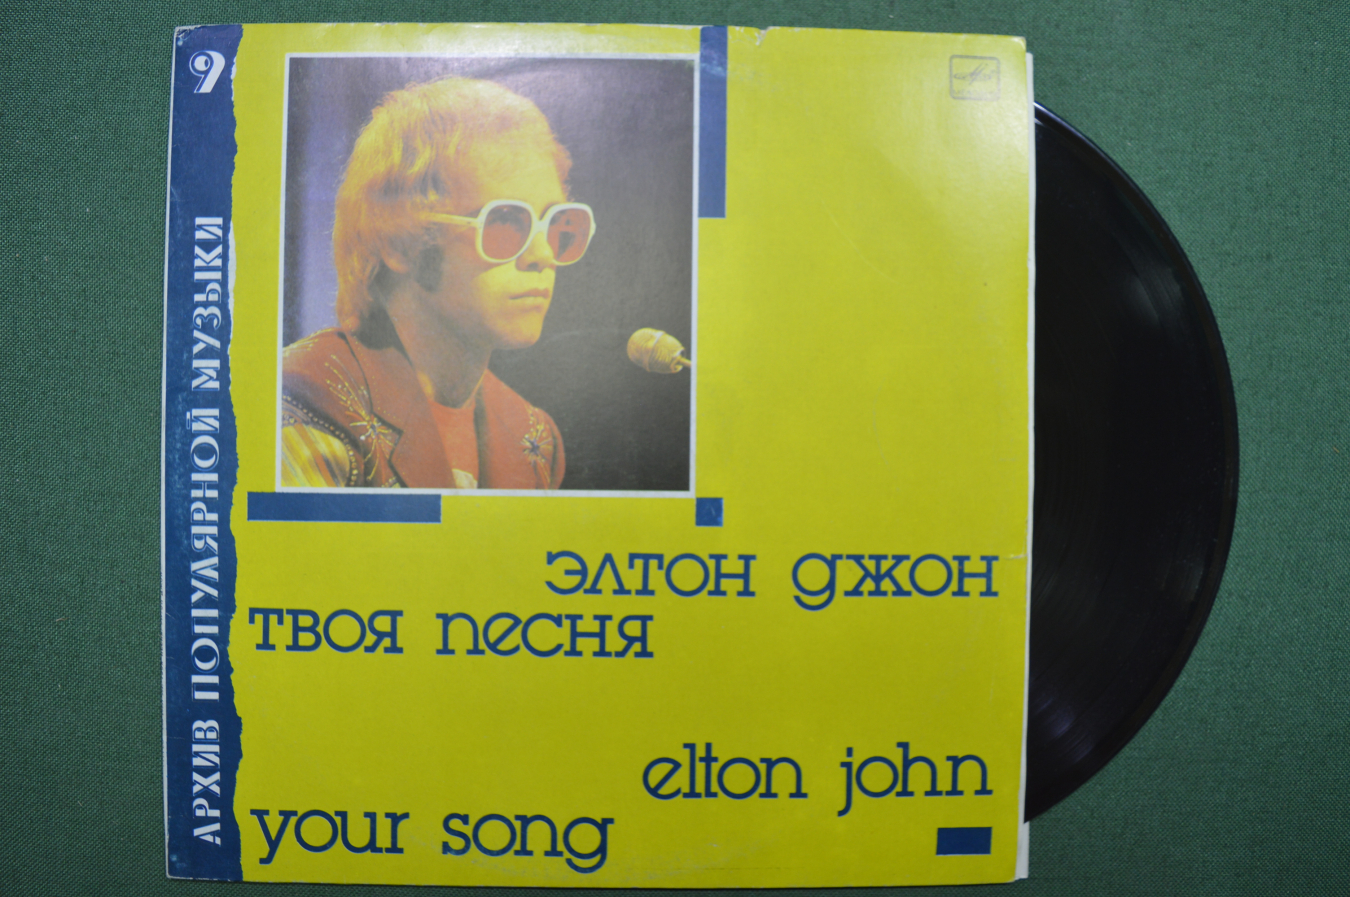 9
АРХИВ ПОПУЛЯРНОЙ МУЗЫКИ
элтон джон
твоя песня
elton john
your song